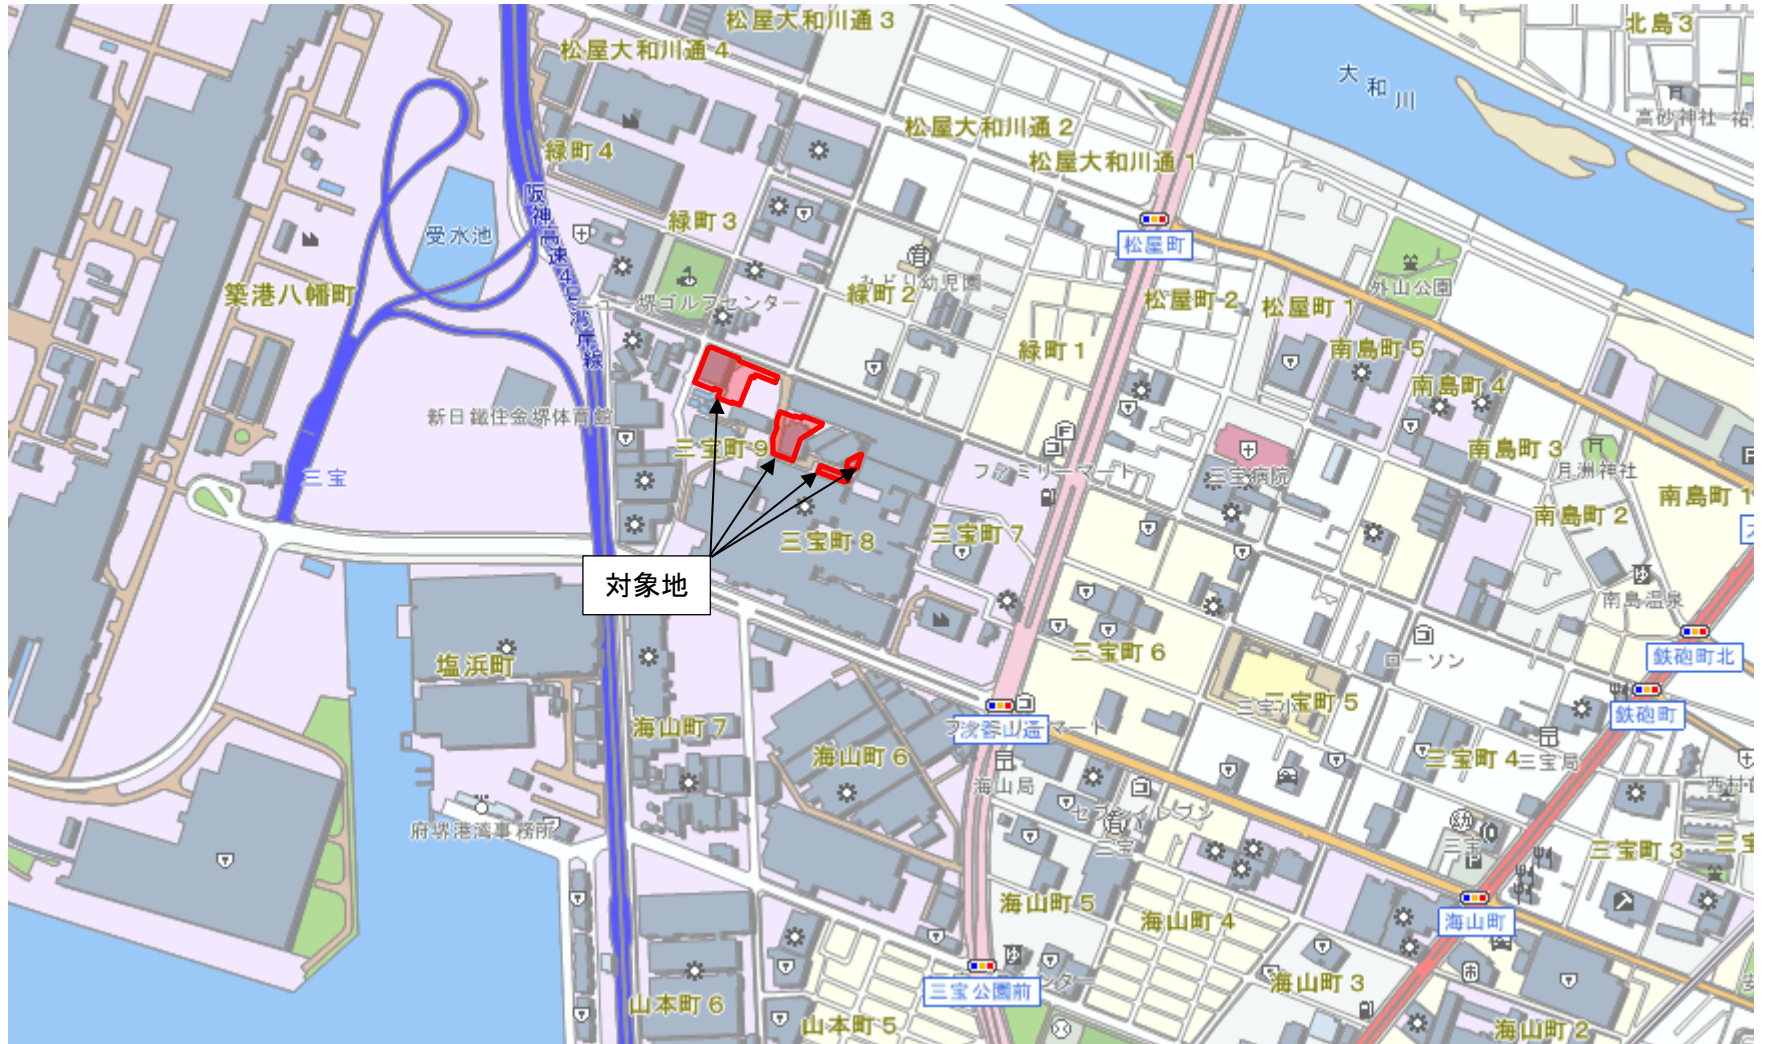 松屋大和川通3
北島3
松屋大和川通4
大和川
高砂神社
松屋大和川通2
緑町4
松屋大和川通1
阪神高速4号湾岸線
緑町3
受水池
松屋町
みどり幼児園
外山公園
築港八幡町
緑町2
松屋町2
松屋町1
ニュー堺ゴルフセンター
緑町1
南島町5
南島町4
新日鐵住金堺体育館
三宝町9
南島町3
ファミリーマート
三宝病院
月洲神社
三宝
南島町1
南島町2
三宝町7
三宝町8
対象地
南島温泉
三宝町6
ローソン
鉄砲町北
塩浜町
三宝小
三宝町5
鉄砲町
海山町7
ファミリーマート
海山町6
三宝町4
三宝局
海山局
セブンイレブン
府堺港湾事務所
三宝
三宝
三宝町3
海山町5
海山町4
海山町
海山町3
三宝公園前
山本町6
山本町5
海山町2